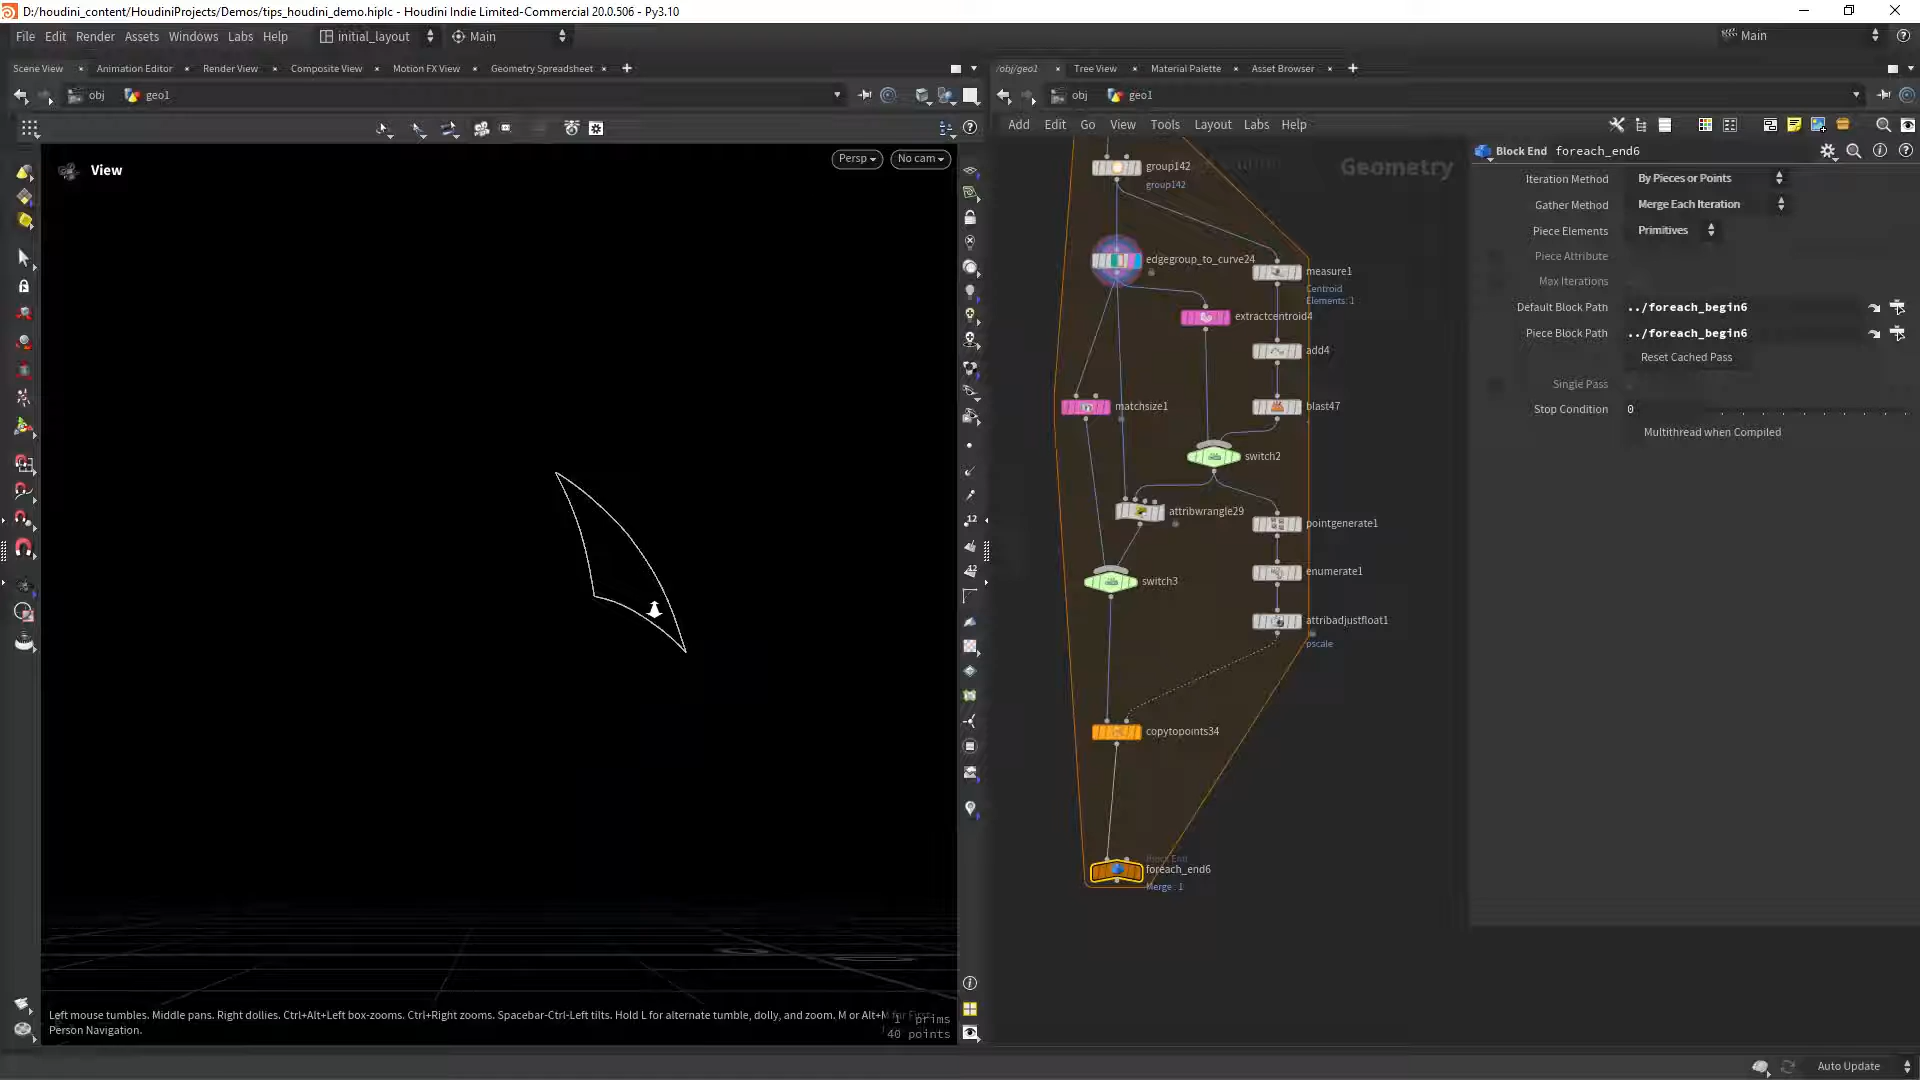 D:/houdini_content/HoudiniProjects/Demos/tips_houdini_demo.hiplc - Houdini Indie Limited-Commercial 20.0.506 - Py3.10
File Edit Render Assets Windows Labs Help initial_layout Main Main
Scene View Animation Editor Render View Composite View Motion FX View Geometry Spreadsheet
/obj/geo1 Tree View Material Palette Asset Browser
obj geo1
obj geo1
Add Edit Go View Tools Layout Labs Help
View
Persp
No cam
Geometry
group142
group142
edgegroup_to_curve24
measure1
Centroid
Elements: 1
extractcentroid4
add4
matchsize1
blast47
switch2
attribwrangle29
pointgenerate1
enumerate1
switch3
attribadjustfloat1
pscale
copytopoints34
Block End
foreach_end6
Merge : 1
Block End foreach_end6
Iteration Method By Pieces or Points
Gather Method Merge Each Iteration
Piece Elements Primitives
Piece Attribute
Max Iterations
Default Block Path ../foreach_begin6
Piece Block Path ../foreach_begin6
Reset Cached Pass
Single Pass
Stop Condition 0
Multithread when Compiled
12
12
Left mouse tumbles. Middle pans. Right dollies. Ctrl+Alt+Left box-zooms. Ctrl+Right zooms. Spacebar-Ctrl-Left tilts. Hold L for alternate tumble, dolly, and zoom. M or Alt+M for First
Person Navigation.
1 prims
40 points
Auto Update